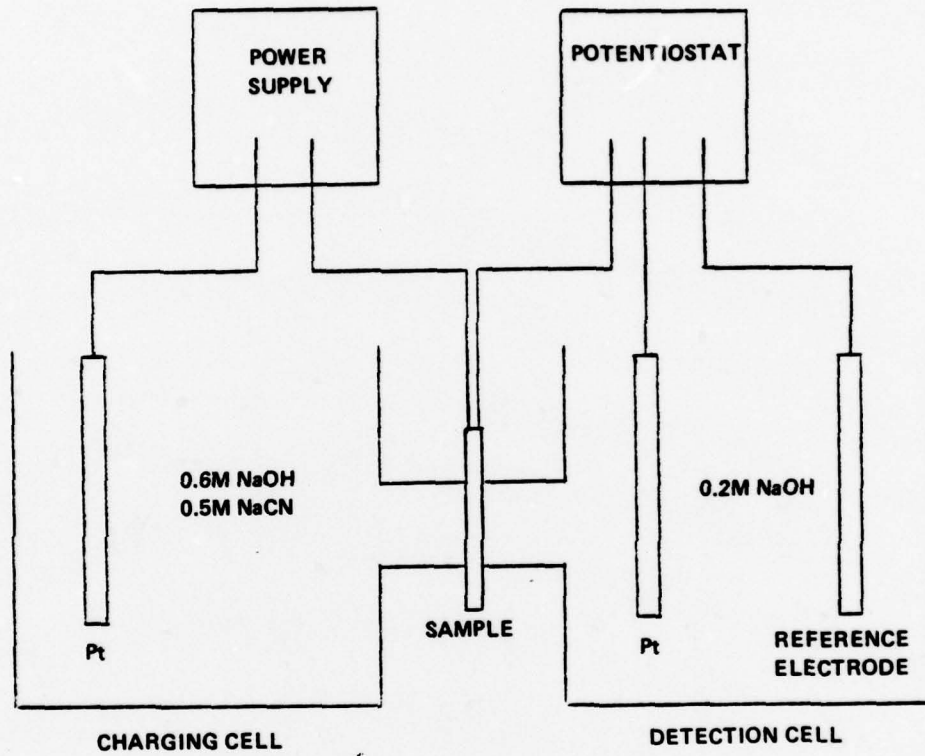 POWER
SUPPLY
POTENTIOSTAT
0.6M NaOH
0.5M NaCN
0.2M NaOH
SAMPLE
Pt
Pt
REFERENCE
ELECTRODE
CHARGING CELL
DETECTION CELL